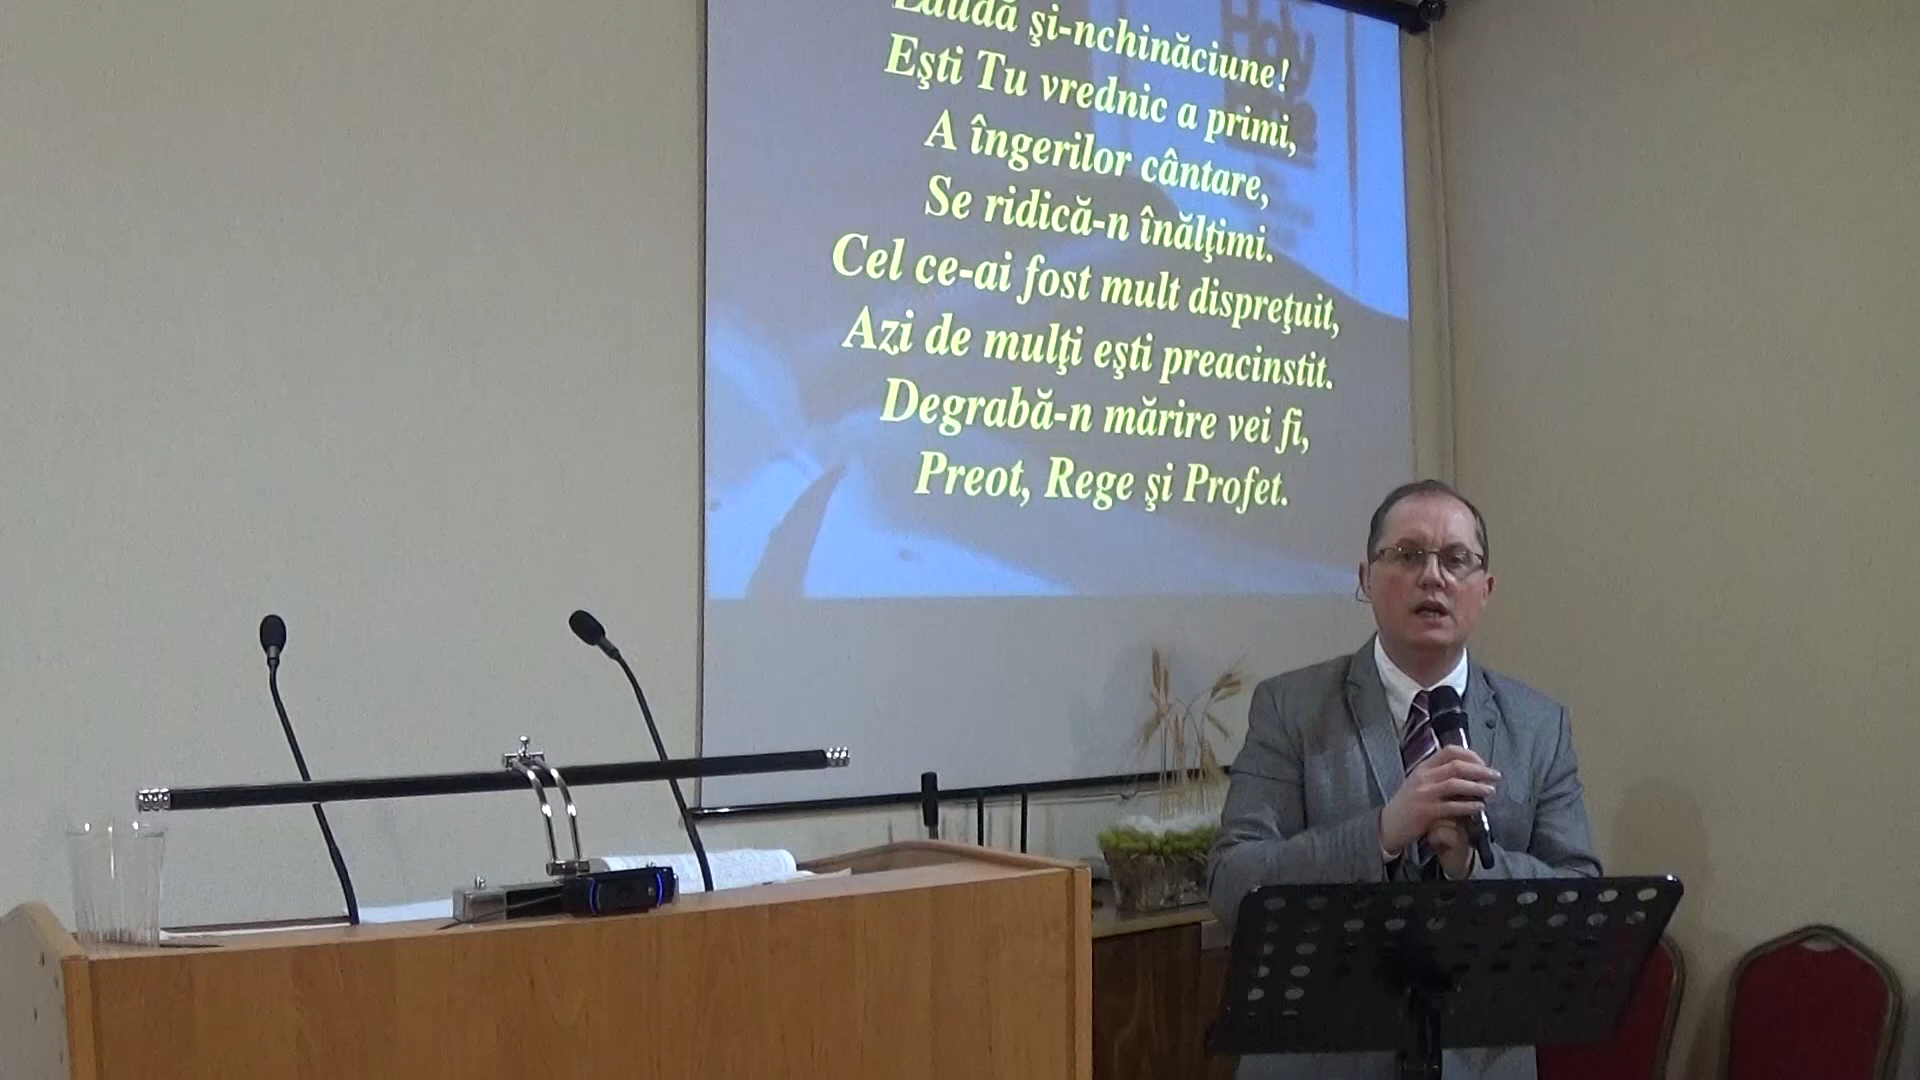 Laudă şi-nchinăciune!
Eşti Tu vrednic a primi,
A îngerilor cântare,
Se ridică-n înălţimi.
Cel ce-ai fost mult dispreţuit,
Azi de mulţi eşti preacinstit.
Degrabă-n mărire vei fi,
Preot, Rege şi Profet.
Holy